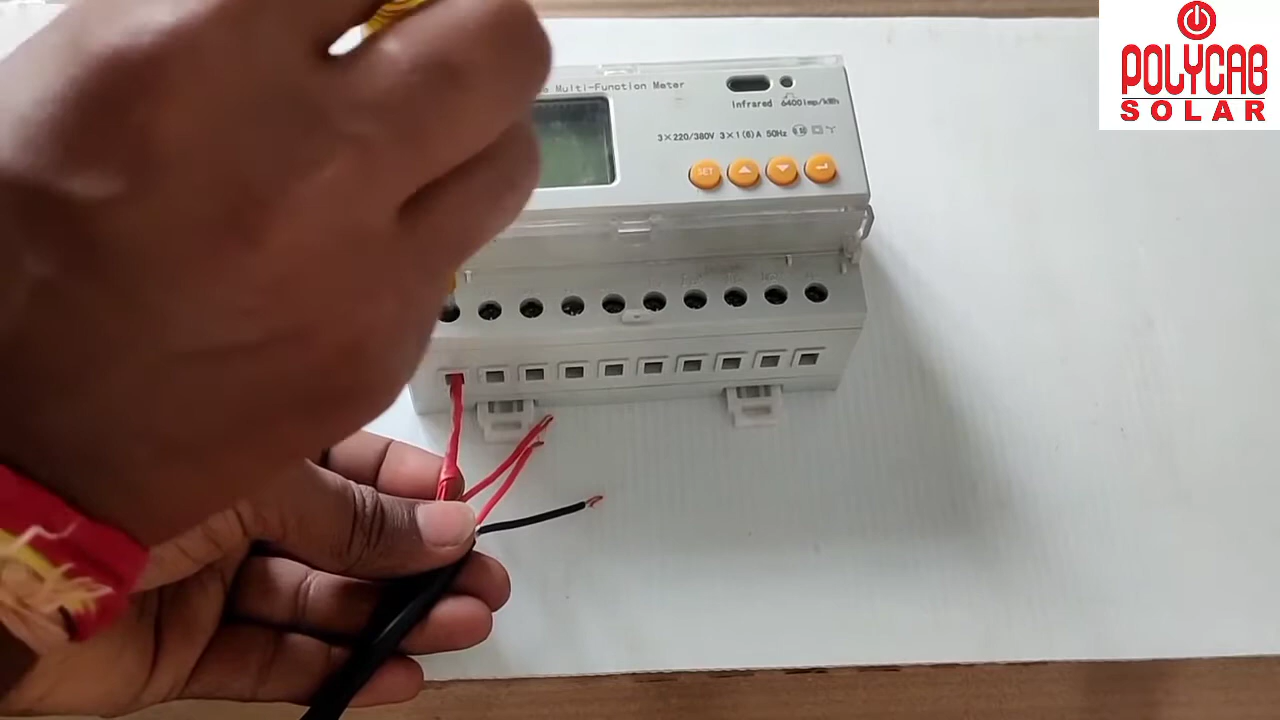 POLYCAB
SOLAR
Multi-Function Meter
Infrared 6400imp/kWh
3×220/380V 3×1(6)A 50Hz
SET